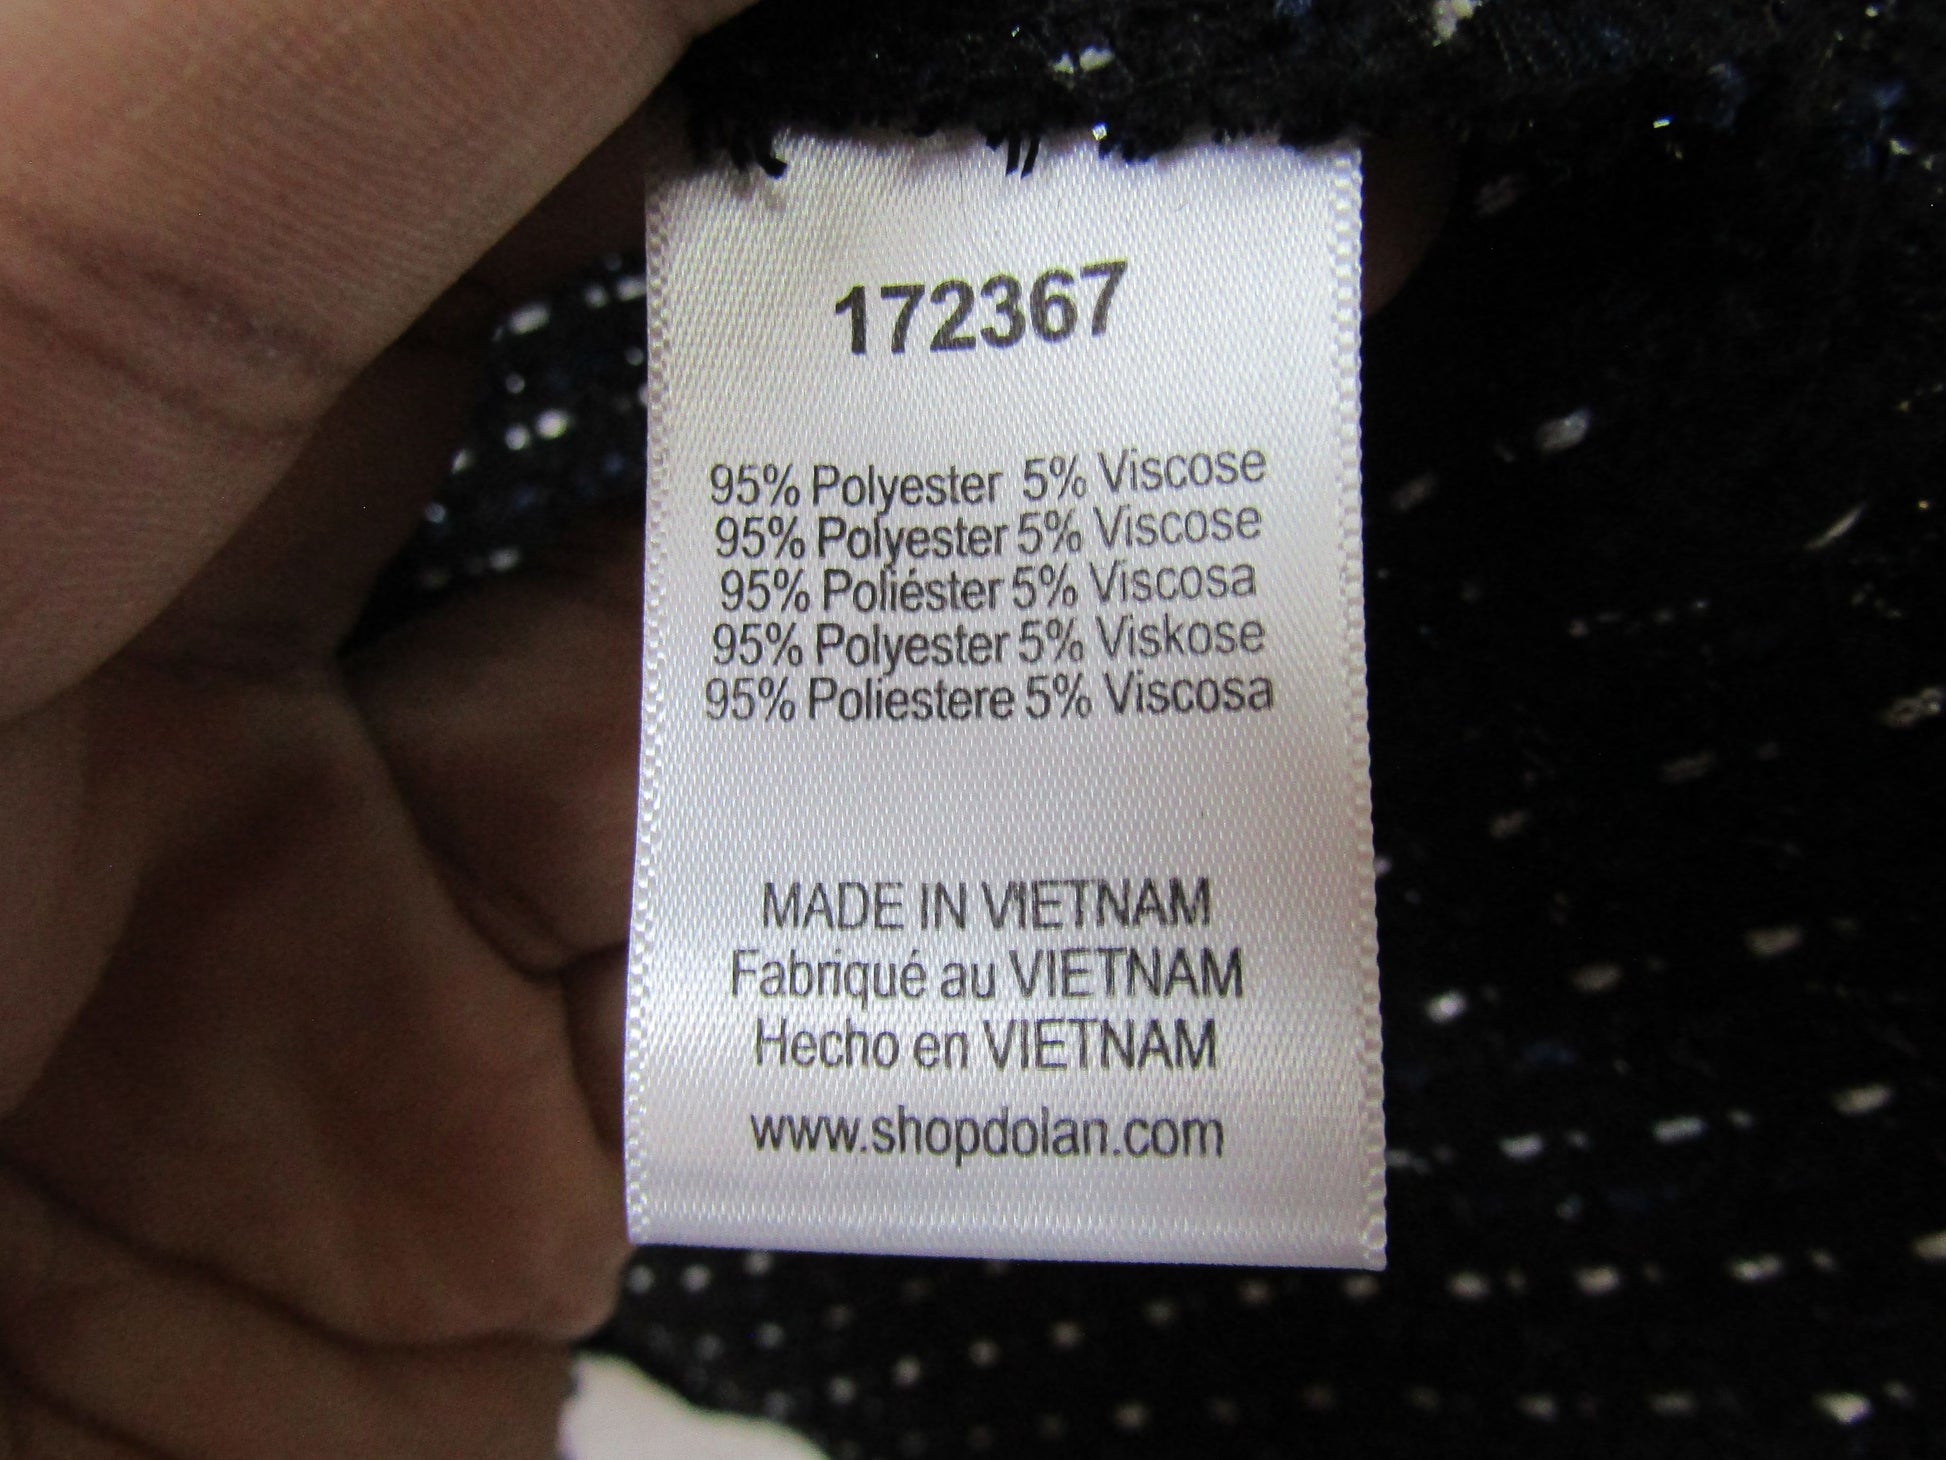 172367
95% Polyester 5% Viscose
95% Polyester 5% Viscose
95% Poliéster 5% Viscosa
95% Polyester 5% Viskose
95% Poliestere 5% Viscosa
MADE IN VIETNAM
Fabriqué au VIETNAM
Hecho en VIETNAM
www.shopdolan.com